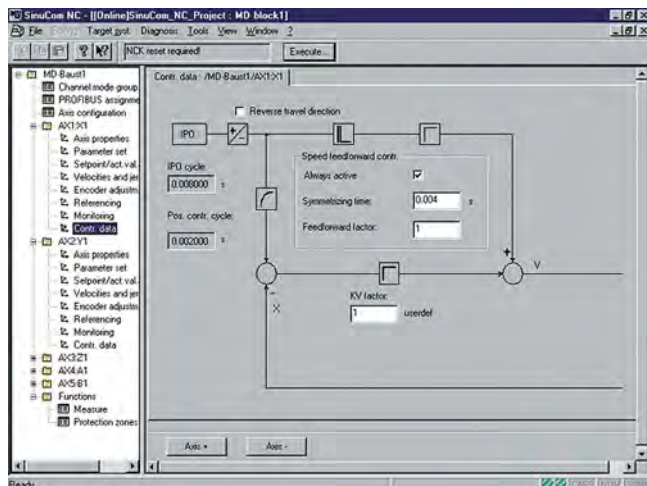 SinuCom NC - [[Online]SinuCom_NC_Project : MD block1]
File Target syst Diagnosis Tools View Window ?
NCK reset required!
Execute...
MD-Baust1
Channel mode group
PROFIBUS assignme
Axis configuration
AX1:X1
Axis properties
Parameter set
Setpoint/act.val.
Velocities and jer
Encoder adjustm
Referencing
Monitoring
Contr. data
AX2:Y1
Axis properties
Parameter set
Setpoint/act.val.
Velocities and jer
Encoder adjustm
Referencing
Monitoring
Contr. data
AX3:Z1
AX4:A1
AX5:B1
Functions
Measure
Protection zones
Contr. data : /MD-Baust1/AX1:X1
Reverse travel direction
IPO
+/-
IPO cycle:
0.008000 s
Pos. contr. cycle:
0.002000 s
Speed feedforward contr.
Always active
Symmetrizing time:
0.004 s
Feedforward factor:
1
+
V
-
X
KV factor:
1 userdef
Axis +
Axis -
Ready